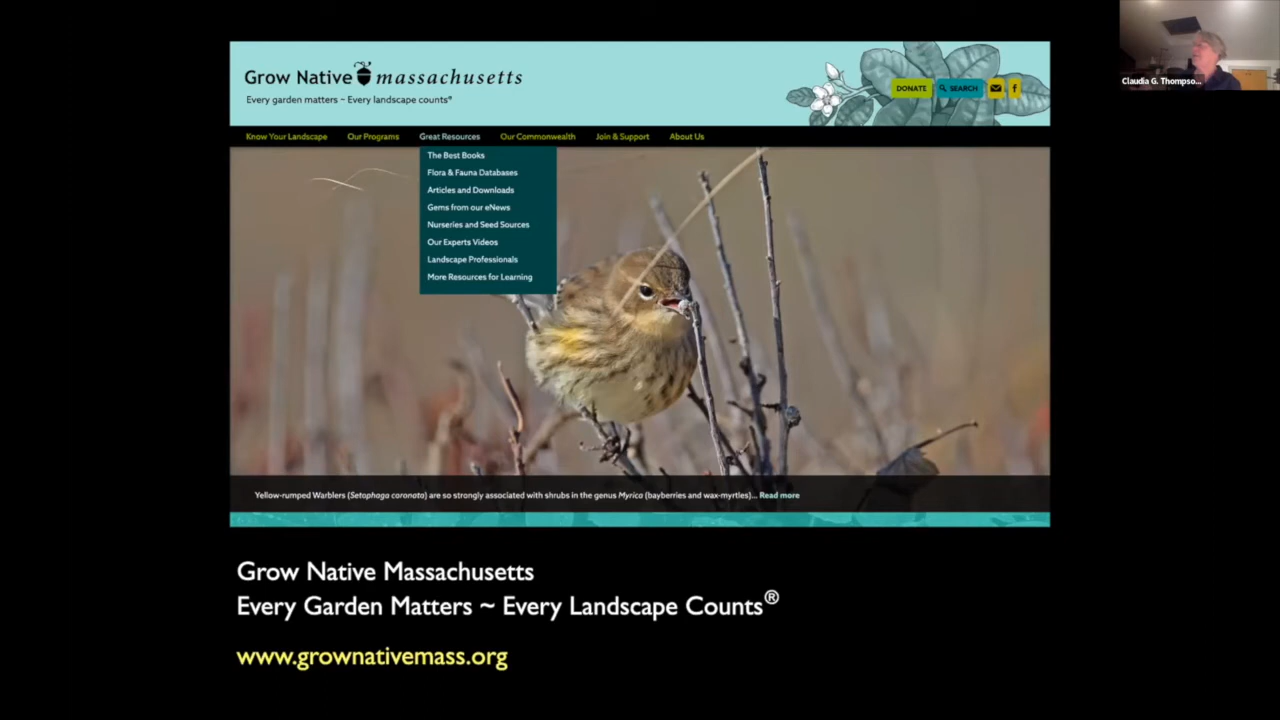 Grow Native massachusetts
Every garden matters ~ Every landscape counts®
DONATE
SEARCH
f
Claudia G. Thompso...
Know Your Landscape Our Programs Great Resources Our Commonwealth Join & Support About Us
The Best Books
Flora & Fauna Databases
Articles and Downloads
Gems from our eNews
Nurseries and Seed Sources
Our Experts Videos
Landscape Professionals
More Resources for Learning
Yellow-rumped Warblers (Setophaga coronata) are so strongly associated with shrubs in the genus Myrica (bayberries and wax-myrtles)... Read more
Grow Native Massachusetts
Every Garden Matters ~ Every Landscape Counts®
www.grownativemass.org